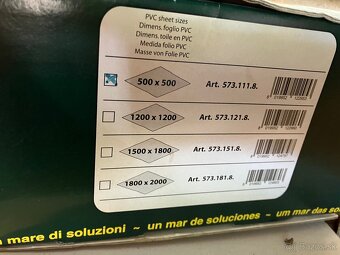 PVC sheet sizes
Dimens. foglio PVC
Dimens. toile en PVC
Medida folio PVC
Masse von Folie PVC
500 x 500 Art. 573.111.8.
1200 x 1200 Art. 573.121.8.
1500 x 1800 Art. 573.151.8.
1800 x 2000 Art. 573.181.8.
un mare di soluzioni ~ un mar de soluciones ~ um mar das so